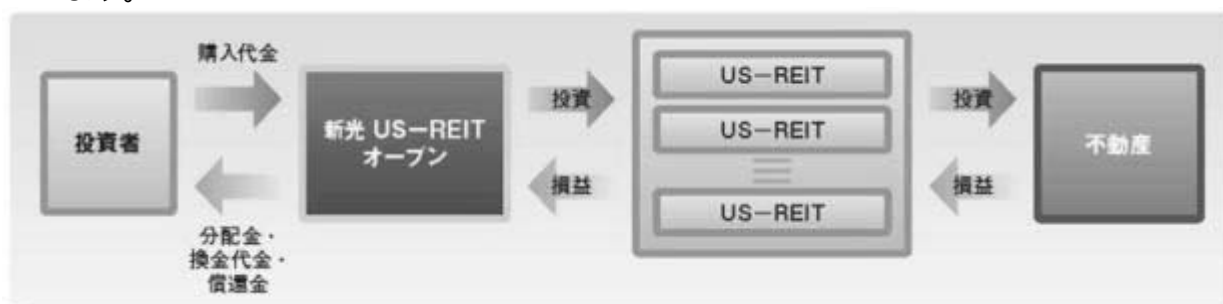 購入代金
投資者
分配金・
換金代金・
償還金
新光 US－REIT
オープン
投資
損益
US－REIT
US－REIT
US－REIT
投資
損益
不動産